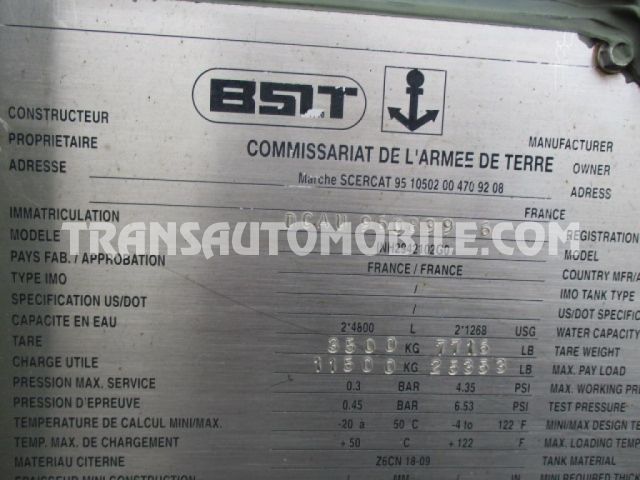 BSDT
CONSTRUCTEUR MANUFACTURER
PROPRIETAIRE COMMISSARIAT DE L'ARMEE DE TERRE OWNER
ADRESSE Marche SCERCAT 95 10502 00 470 92 08 ADRESS
FRANCE
IMMATRICULATION REGISTRATION
TRANSAUTOMOBILE.COM
MODELE MODEL
PAYS FAB. / APPROBATION FRANCE / FRANCE COUNTRY MFR/A
TYPE IMO / IMO TANK TYPE
SPECIFICATION US/DOT / US/DOT SPECIFIC
CAPACITE EN EAU 2*4800 L 2*1268 USG WATER CAPACITY
TARE 3500 KG 7716 LB TARE WEIGHT
CHARGE UTILE 11500 KG 25353 LB MAX. PAY LOAD
PRESSION MAX. SERVICE 0.3 BAR 4.35 PSI MAX. WORKING PR
PRESSION D'EPREUVE 0.45 BAR 6.53 PSI TEST PRESSURE
TEMPERATURE DE CALCUL MINI/MAX. -20 à 50°C -4 to 122 F MINI/MAX DESIGN TE
TEMP. MAX. DE CHARGEMENT +50 C +122 F MAX. LOADING TEM
MATERIAU CITERNE Z6CN 18-09 TANK MATERIAL